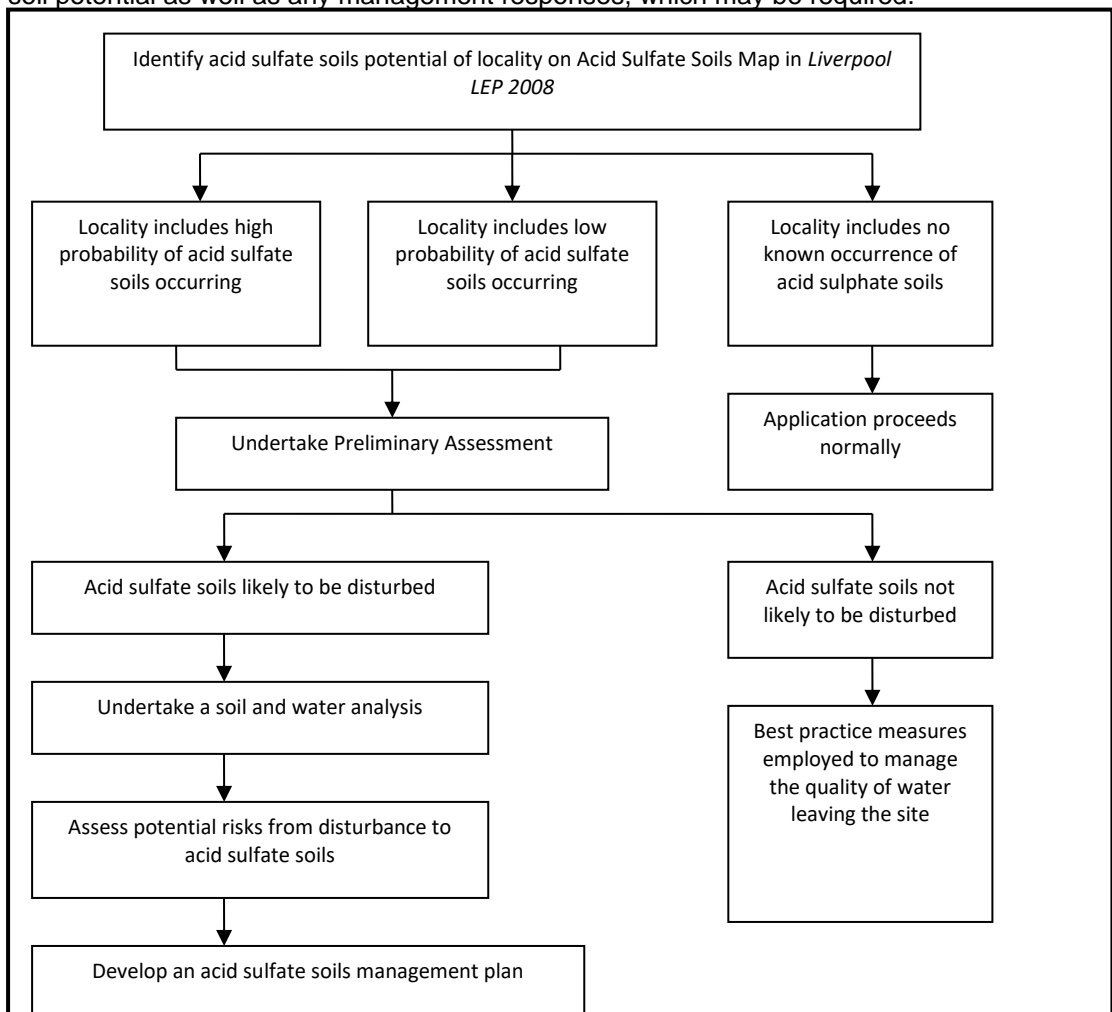 soil potential as well as any management responses, which may be required.
Identify acid sulfate soils potential of locality on Acid Sulfate Soils Map in Liverpool
LEP 2008
Locality includes high
probability of acid sulfate
soils occurring
Locality includes low
probability of acid sulfate
soils occurring
Locality includes no
known occurrence of
acid sulphate soils
Application proceeds
normally
Undertake Preliminary Assessment
Acid sulfate soils likely to be disturbed
Acid sulfate soils not
likely to be disturbed
Undertake a soil and water analysis
Best practice measures
employed to manage
the quality of water
leaving the site
Assess potential risks from disturbance to
acid sulfate soils
Develop an acid sulfate soils management plan